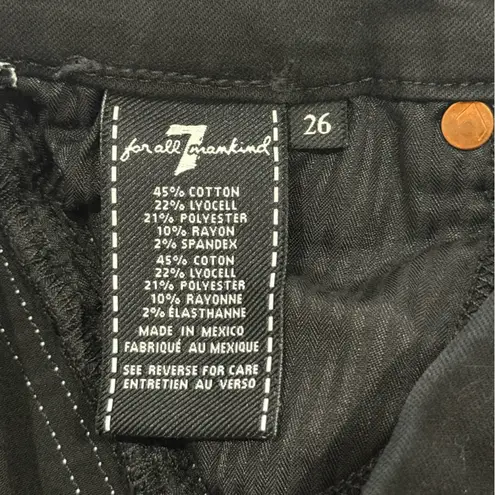 for all 7 mankind
26
45% COTTON
22% LYOCELL
21% POLYESTER
10% RAYON
2% SPANDEX
45% COTON
22% LYOCELL
21% POLYESTER
10% RAYONNE
2% ÉLASTHANNE
MADE IN MEXICO
FABRIQUÉ AU MEXIQUE
SEE REVERSE FOR CARE
ENTRETIEN AU VERSO